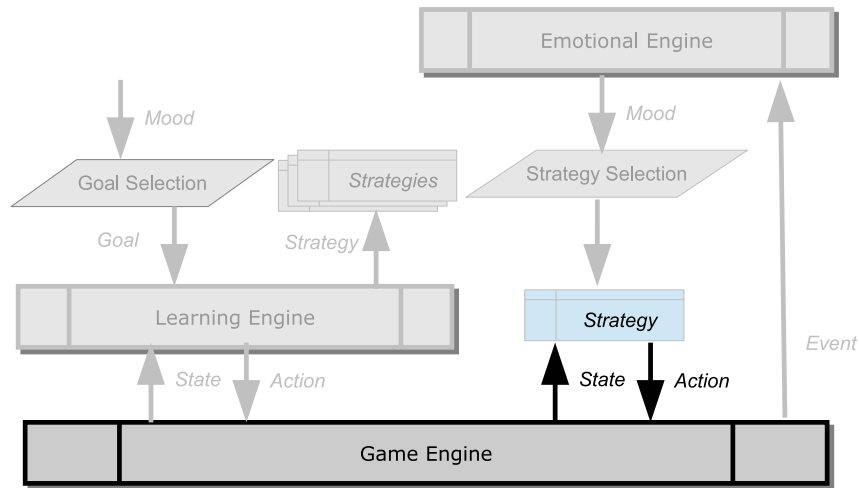 Emotional Engine
Mood
Mood
Goal Selection
Strategies
Strategy Selection
Goal
Strategy
Learning Engine
Strategy
Event
State
Action
State
Action
Game Engine